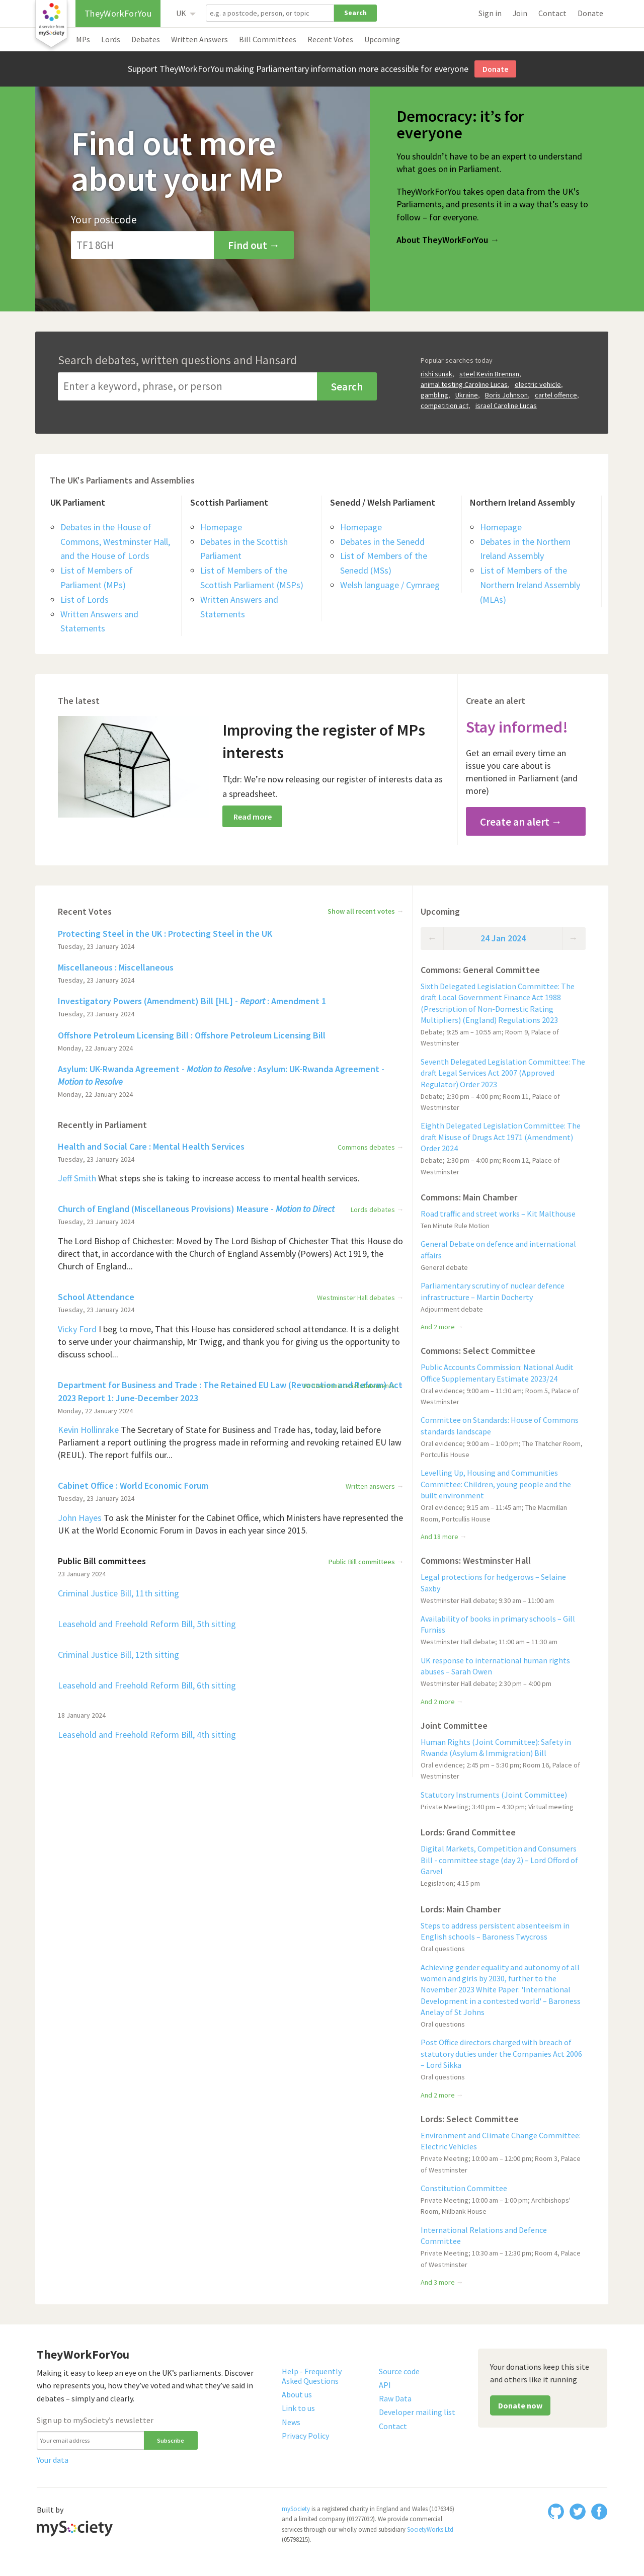 a service from
mySociety
TheyWorkForYou
UK
e.g. a postcode, person, or topic
Search
Sign in
Join
Contact
Donate
MPs
Lords
Debates
Written Answers
Bill Committees
Recent Votes
Upcoming
Support TheyWorkForYou making Parliamentary information more accessible for everyone
Donate
Find out more
about your MP
Your postcode
TF1 8GH
Find out →
Democracy: it's for
everyone
You shouldn't have to be an expert to understand
what goes on in Parliament.
TheyWorkForYou takes open data from the UK's
Parliaments, and presents it in a way that's easy to
follow – for everyone.
About TheyWorkForYou →
Search debates, written questions and Hansard
Enter a keyword, phrase, or person
Search
Popular searches today
rishi sunak, steel Kevin Brennan,
animal testing Caroline Lucas, electric vehicle,
gambling, Ukraine, Boris Johnson, cartel offence,
competition act, israel Caroline Lucas
The UK's Parliaments and Assemblies
UK Parliament
Debates in the House of
Commons, Westminster Hall,
and the House of Lords
List of Members of
Parliament (MPs)
List of Lords
Written Answers and
Statements
Scottish Parliament
Homepage
Debates in the Scottish
Parliament
List of Members of the
Scottish Parliament (MSPs)
Written Answers and
Statements
Senedd / Welsh Parliament
Homepage
Debates in the Senedd
List of Members of the
Senedd (MSs)
Welsh language / Cymraeg
Northern Ireland Assembly
Homepage
Debates in the Northern
Ireland Assembly
List of Members of the
Northern Ireland Assembly
(MLAs)
The latest
Improving the register of MPs
interests
Tl;dr: We're now releasing our register of interests data as
a spreadsheet.
Read more
Create an alert
Stay informed!
Get an email every time an
issue you care about is
mentioned in Parliament (and
more)
Create an alert →
Recent Votes
Show all recent votes →
Protecting Steel in the UK : Protecting Steel in the UK
Tuesday, 23 January 2024
Miscellaneous : Miscellaneous
Tuesday, 23 January 2024
Investigatory Powers (Amendment) Bill [HL] - Report : Amendment 1
Tuesday, 23 January 2024
Offshore Petroleum Licensing Bill : Offshore Petroleum Licensing Bill
Monday, 22 January 2024
Asylum: UK-Rwanda Agreement - Motion to Resolve : Asylum: UK-Rwanda Agreement -
Motion to Resolve
Monday, 22 January 2024
Recently in Parliament
Health and Social Care : Mental Health Services
Commons debates →
Tuesday, 23 January 2024
Jeff Smith What steps she is taking to increase access to mental health services.
Church of England (Miscellaneous Provisions) Measure - Motion to Direct
Lords debates →
Tuesday, 23 January 2024
The Lord Bishop of Chichester: Moved by The Lord Bishop of Chichester That this House do
direct that, in accordance with the Church of England Assembly (Powers) Act 1919, the
Church of England...
School Attendance
Westminster Hall debates →
Tuesday, 23 January 2024
Vicky Ford I beg to move, That this House has considered school attendance. It is a delight
to serve under your chairmanship, Mr Twigg, and thank you for giving us the opportunity to
discuss school...
Department for Business and Trade : The Retained EU Law (Revocation and Reform) Act
2023 Report 1: June-December 2023
Monday, 22 January 2024
Kevin Hollinrake The Secretary of State for Business and Trade has, today, laid before
Parliament a report outlining the progress made in reforming and revoking retained EU law
(REUL). The report fulfils our...
Cabinet Office : World Economic Forum
Written answers →
Tuesday, 23 January 2024
John Hayes To ask the Minister for the Cabinet Office, which Ministers have represented the
UK at the World Economic Forum in Davos in each year since 2015.
Public Bill committees
Public Bill committees →
23 January 2024
Criminal Justice Bill, 11th sitting
Leasehold and Freehold Reform Bill, 5th sitting
Criminal Justice Bill, 12th sitting
Leasehold and Freehold Reform Bill, 6th sitting
18 January 2024
Leasehold and Freehold Reform Bill, 4th sitting
Upcoming
← 24 Jan 2024 →
Commons: General Committee
Sixth Delegated Legislation Committee: The
draft Local Government Finance Act 1988
(Prescription of Non-Domestic Rating
Multipliers) (England) Regulations 2023
Debate; 9:25 am – 10:55 am; Room 9, Palace of
Westminster
Seventh Delegated Legislation Committee: The
draft Legal Services Act 2007 (Approved
Regulator) Order 2023
Debate; 2:30 pm – 4:00 pm; Room 11, Palace of
Westminster
Eighth Delegated Legislation Committee: The
draft Misuse of Drugs Act 1971 (Amendment)
Order 2024
Debate; 2:30 pm – 4:00 pm; Room 12, Palace of
Westminster
Commons: Main Chamber
Road traffic and street works – Kit Malthouse
Ten Minute Rule Motion
General Debate on defence and international
affairs
General debate
Parliamentary scrutiny of nuclear defence
infrastructure – Martin Docherty
Adjournment debate
And 2 more →
Commons: Select Committee
Public Accounts Commission: National Audit
Office Supplementary Estimate 2023/24
Oral evidence; 9:00 am – 11:30 am; Room 5, Palace of
Westminster
Committee on Standards: House of Commons
standards landscape
Oral evidence; 9:00 am – 1:00 pm; The Thatcher Room,
Portcullis House
Levelling Up, Housing and Communities
Committee: Children, young people and the
built environment
Oral evidence; 9:15 am – 11:45 am; The Macmillan
Room, Portcullis House
And 18 more →
Commons: Westminster Hall
Legal protections for hedgerows – Selaine
Saxby
Westminster Hall debate; 9:30 am – 11:00 am
Availability of books in primary schools – Gill
Furniss
Westminster Hall debate; 11:00 am – 11:30 am
UK response to international human rights
abuses – Sarah Owen
Westminster Hall debate; 2:30 pm – 4:00 pm
And 2 more →
Joint Committee
Human Rights (Joint Committee): Safety in
Rwanda (Asylum & Immigration) Bill
Oral evidence; 2:45 pm – 5:30 pm; Room 16, Palace of
Westminster
Statutory Instruments (Joint Committee)
Private Meeting; 3:40 pm – 4:30 pm; Virtual meeting
Lords: Grand Committee
Digital Markets, Competition and Consumers
Bill - committee stage (day 2) – Lord Offord of
Garvel
Legislation; 4:15 pm
Lords: Main Chamber
Steps to address persistent absenteeism in
English schools – Baroness Twycross
Oral questions
Achieving gender equality and autonomy of all
women and girls by 2030, further to the
November 2023 White Paper: 'International
Development in a contested world' – Baroness
Anelay of St Johns
Oral questions
Post Office directors charged with breach of
statutory duties under the Companies Act 2006
– Lord Sikka
Oral questions
And 2 more →
Lords: Select Committee
Environment and Climate Change Committee:
Electric Vehicles
Private Meeting; 10:00 am – 12:00 pm; Room 3, Palace
of Westminster
Constitution Committee
Private Meeting; 10:00 am – 1:00 pm; Archbishops'
Room, Millbank House
International Relations and Defence
Committee
Private Meeting; 10:30 am – 12:30 pm; Room 4, Palace
of Westminster
And 3 more →
TheyWorkForYou
Making it easy to keep an eye on the UK's parliaments. Discover
who represents you, how they've voted and what they've said in
debates – simply and clearly.
Sign up to mySociety's newsletter
Your email address
Subscribe
Your data
Help - Frequently
Asked Questions
About us
Link to us
News
Privacy Policy
Source code
API
Raw Data
Developer mailing list
Contact
Your donations keep this site
and others like it running
Donate now
Built by
mySociety
mySociety is a registered charity in England and Wales (1076346)
and a limited company (03277032). We provide commercial
services through our wholly owned subsidiary SocietyWorks Ltd
(05798215).